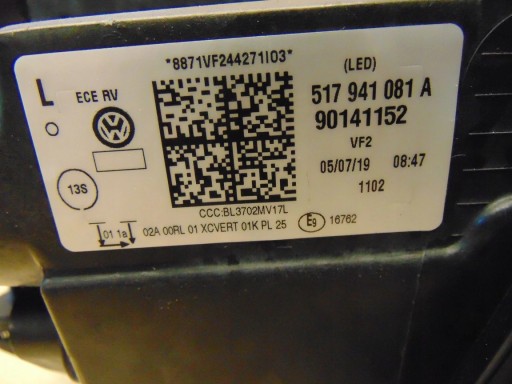 *8871VF244271I03*
(LED)
L
ECE RV
517 941 081 A
90141152
VF2
13S
05/07/19 08:47
1102
CCC:BL3702MV17L
01 1a
02A 00RL 01 XCVERT 01K PL 25
E9 16762